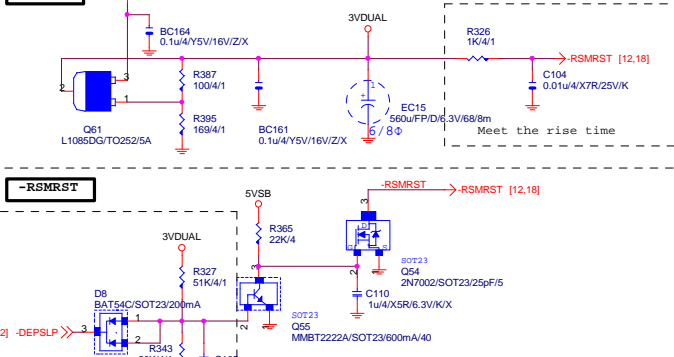 3VDUAL
BC164
0.1u/4/Y5V/16V/Z/X
R326
1K/4/1
-RSMRST [12,18]
2
3
1
R387
100/4/1
1
+
C104
0.01u/4/X7R/25V/K
R395
169/4/1
EC15
560u/FP/D/6.3V/68/8m
6/8Φ
Q61
L1085DG/TO252/5A
BC161
0.1u/4/Y5V/16V/Z/X
Meet the rise time
-RSMRST
5VSB
-RSMRST
-RSMRST [12,18]
3
R365
22K/4
D
G
S
3VDUAL
SOT23
Q54
2N7002/SOT23/25pF/5
2
1
3
R327
51K/4/1
C110
1u/4/X5R/6.3V/K/X
D8
BAT54C/SOT23/200mA
SOT23
Q55
MMBT2222A/SOT23/600mA/40
2
1
2] -DEPSLP
3
1
2
R343